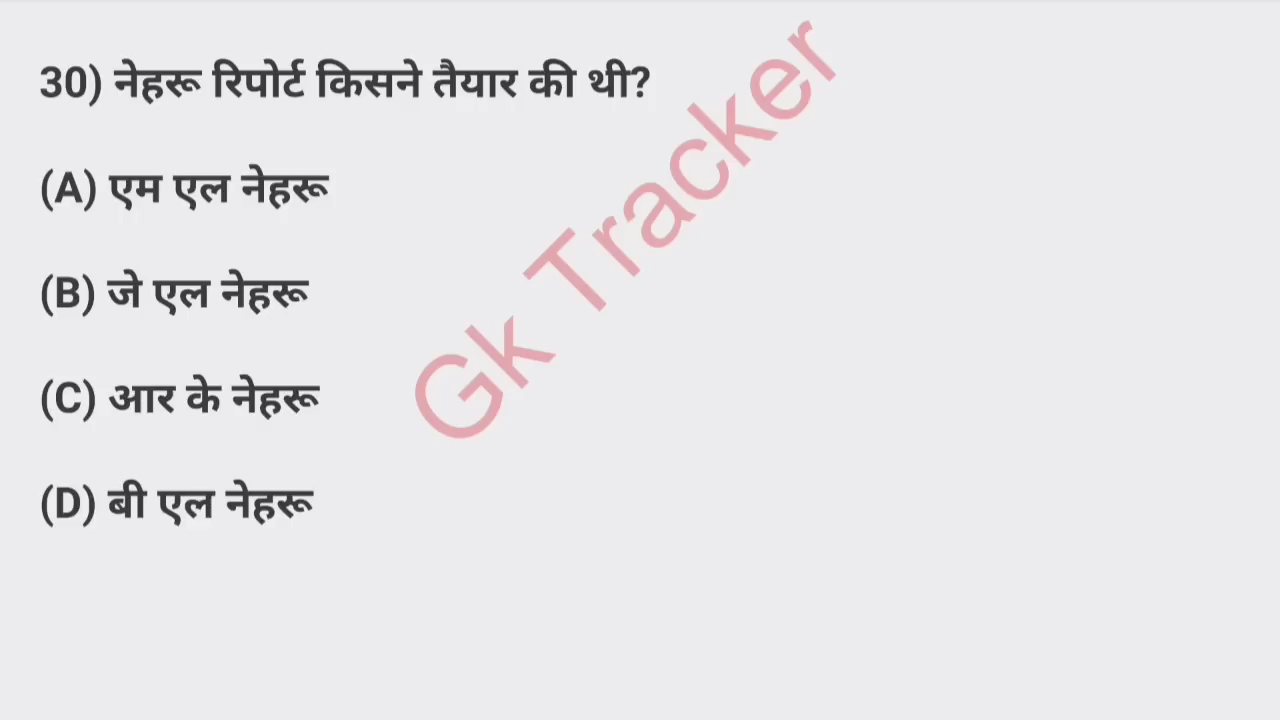 30) नेहरू रिपोर्ट किसने तैयार की थी?
(A) एम एल नेहरू
(B) जे एल नेहरू
(C) आर के नेहरू
(D) बी एल नेहरू
Gk Tracker